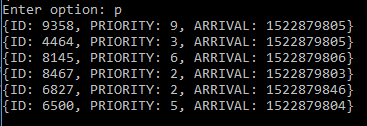 Enter option: p
{ID: 9358, PRIORITY: 9, ARRIVAL: 1522879805}
{ID: 4464, PRIORITY: 3, ARRIVAL: 1522879805}
{ID: 8145, PRIORITY: 6, ARRIVAL: 1522879806}
{ID: 8467, PRIORITY: 2, ARRIVAL: 1522879803}
{ID: 6827, PRIORITY: 2, ARRIVAL: 1522879846}
{ID: 6500, PRIORITY: 5, ARRIVAL: 1522879804}